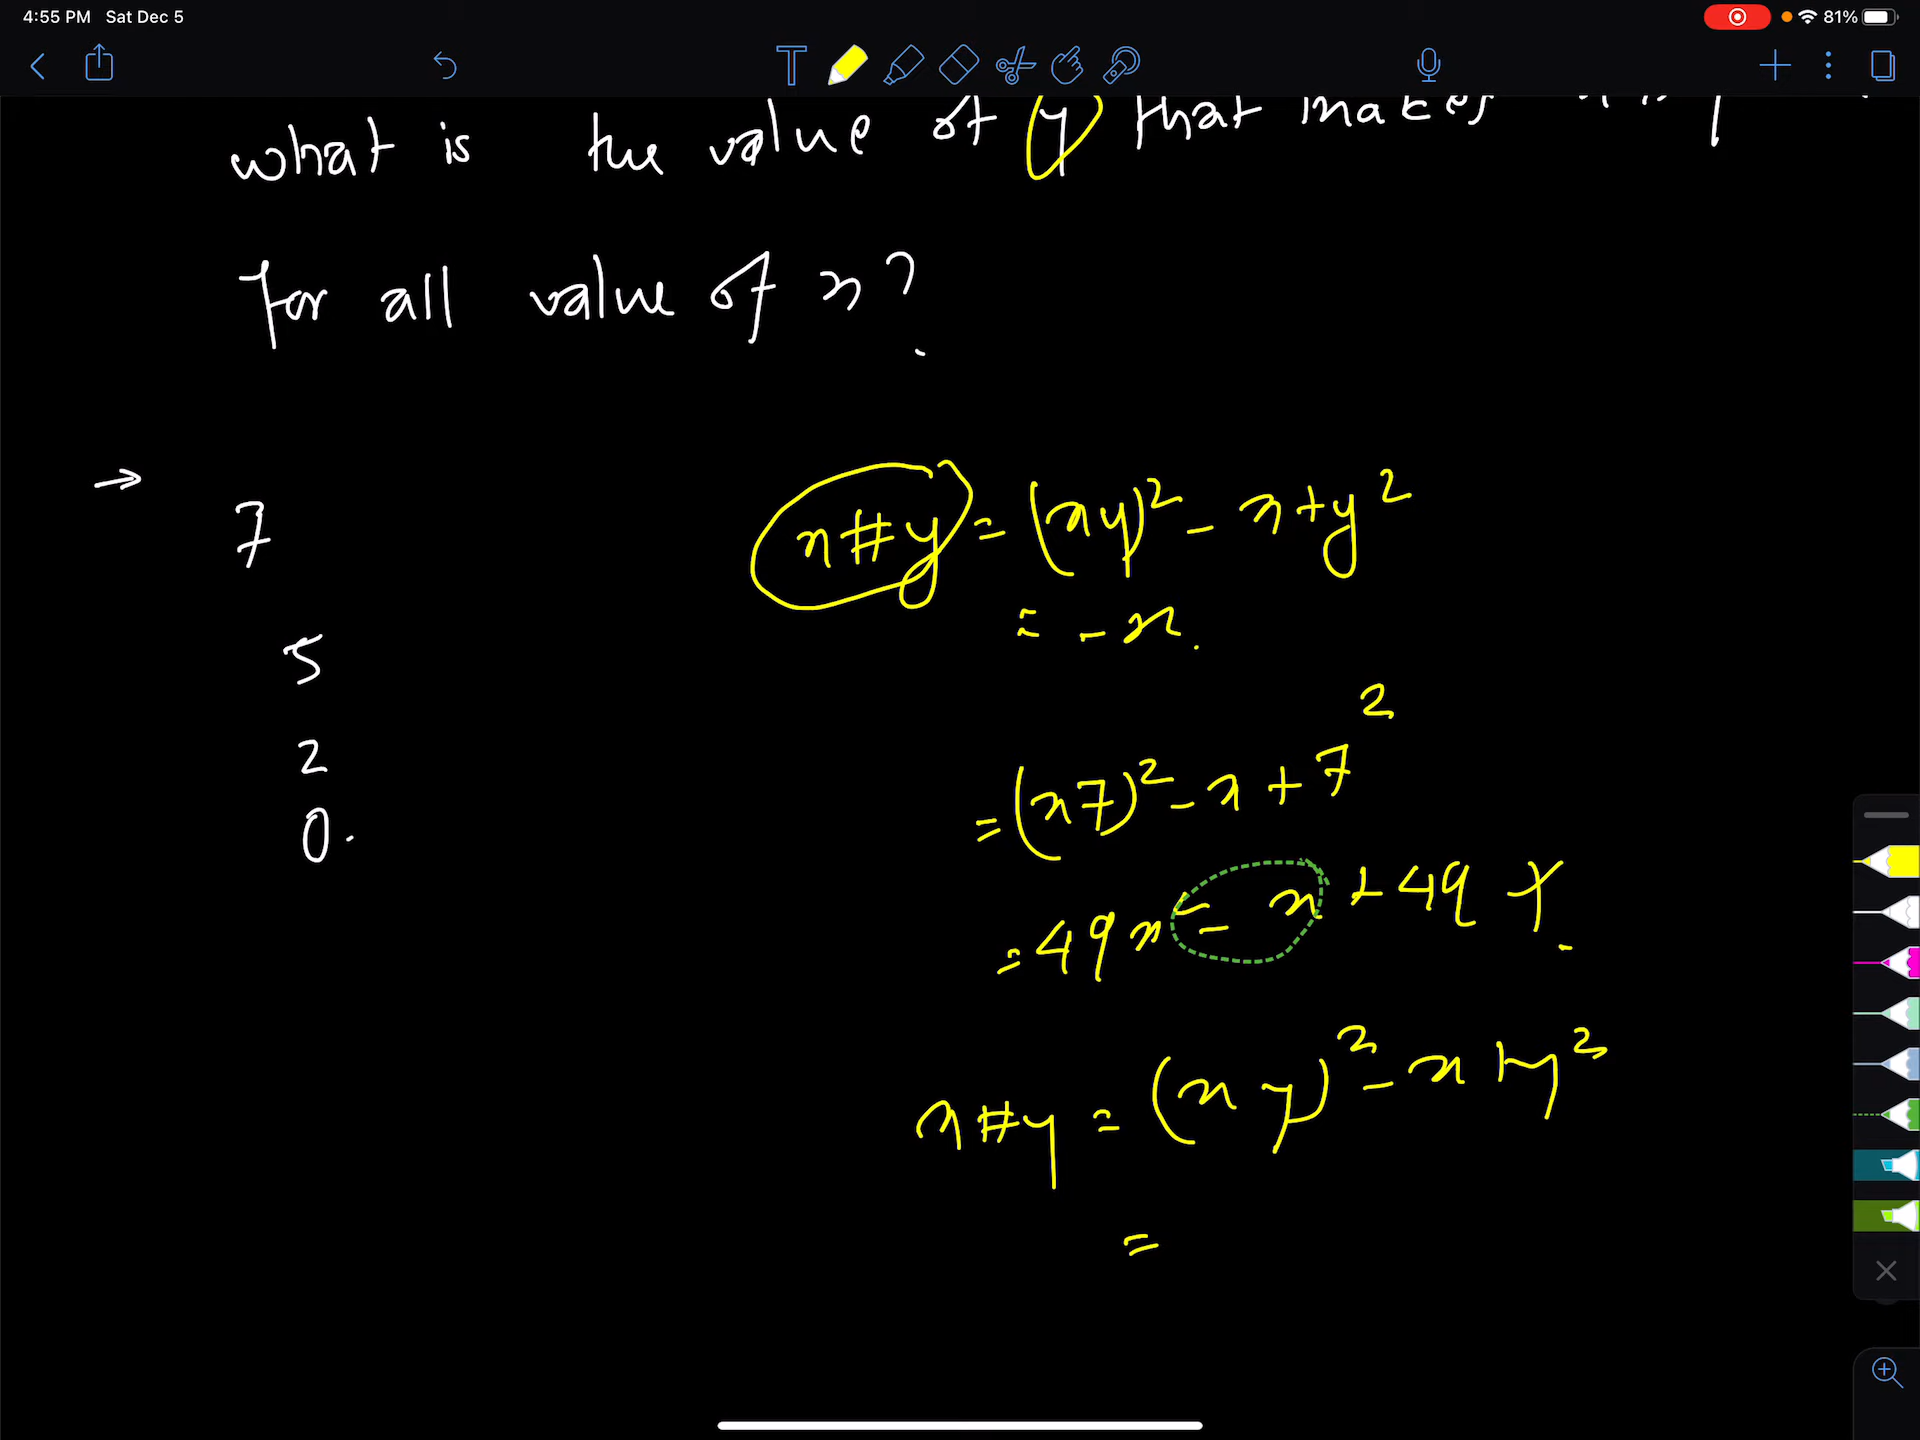 4:55 PM Sat Dec 5 81%
T
what is the value of y that makes
for all value of x?
→
7
5
2
0.
x#y = (xy)² - x+y²
= -x.
= (x7)² - x + 7²
= 49x - x + 49
x#y = (xy)² - x+y²
=